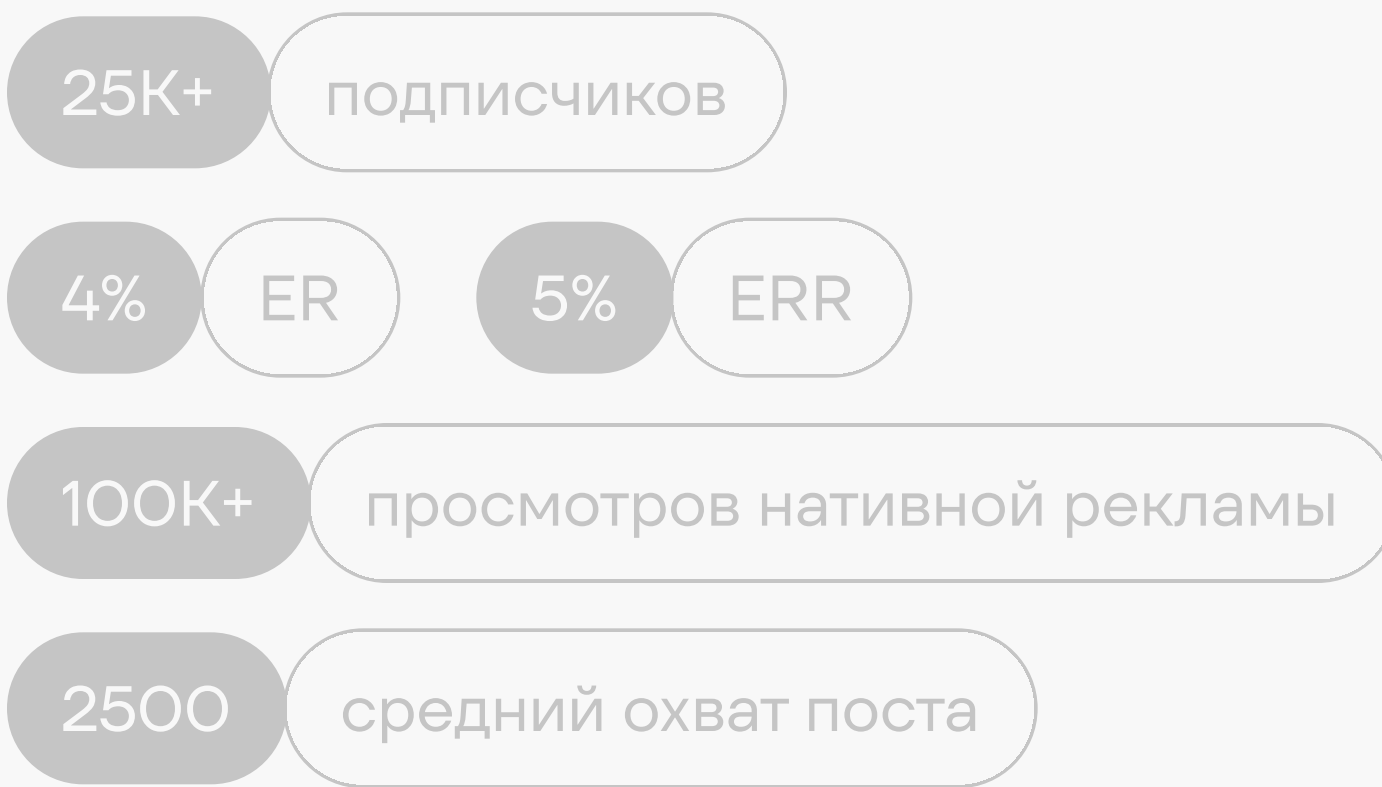 25K+ подписчиков
4% ER 5% ERR
100K+ просмотров нативной рекламы
2500 средний охват поста